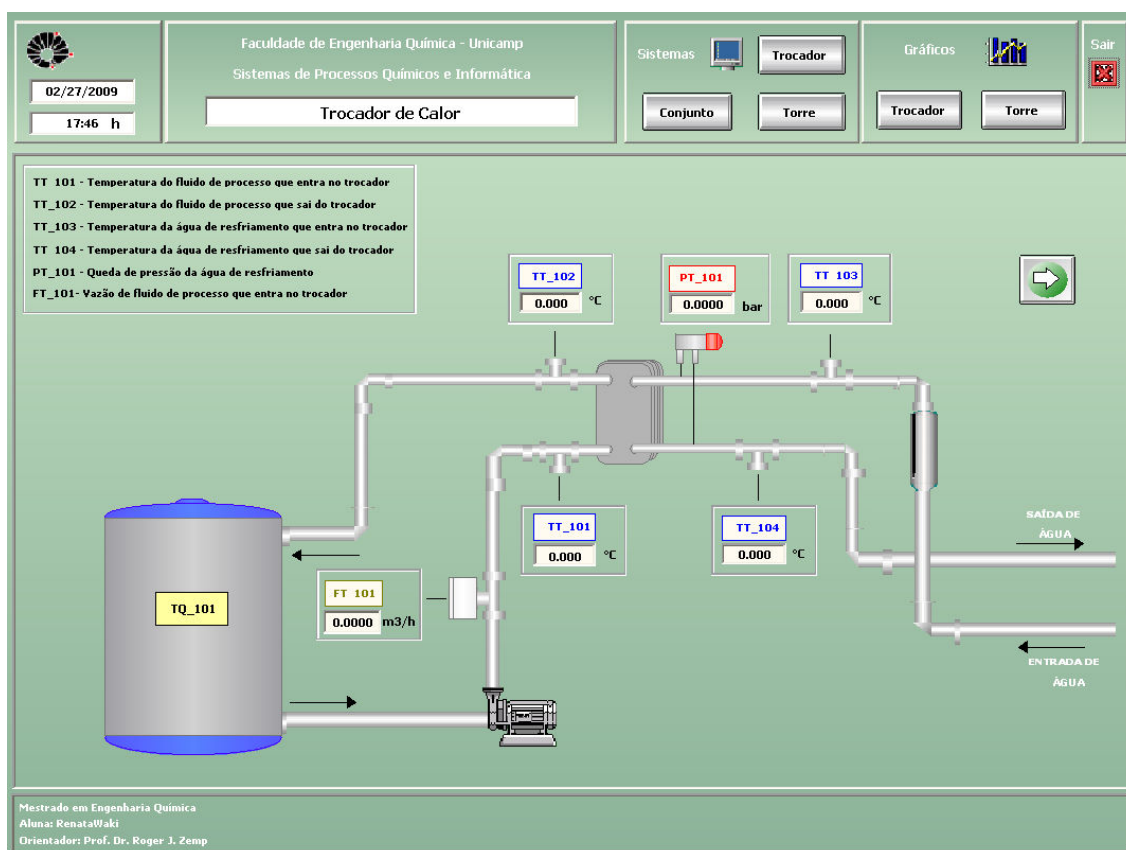 Faculdade de Engenharia Química - Unicamp
Sistemas de Processos Químicos e Informática
Trocador de Calor
02/27/2009
17:46 h
Sistemas
Trocador
Conjunto
Torre
Gráficos
Trocador
Torre
Sair
TT 101 - Temperatura do fluido de processo que entra no trocador
TT_102 - Temperatura do fluido de processo que sai do trocador
TT_103 - Temperatura da água de resfriamento que entra no trocador
TT 104 - Temperatura da água de resfriamento que sai do trocador
PT_101 - Queda de pressão da água de resfriamento
FT_101- Vazão de fluido de processo que entra no trocador
TT_102
0.000 °C
PT_101
0.0000 bar
TT 103
0.000 °C
TT_101
0.000 °C
TT_104
0.000 °C
FT 101
0.0000 m3/h
TQ_101
SAÍDA DE
ÀGUA
ENTRADA DE
ÀGUA
Mestrado em Engenharia Química
Aluna: RenataWaki
Orientador: Prof. Dr. Roger J. Zemp